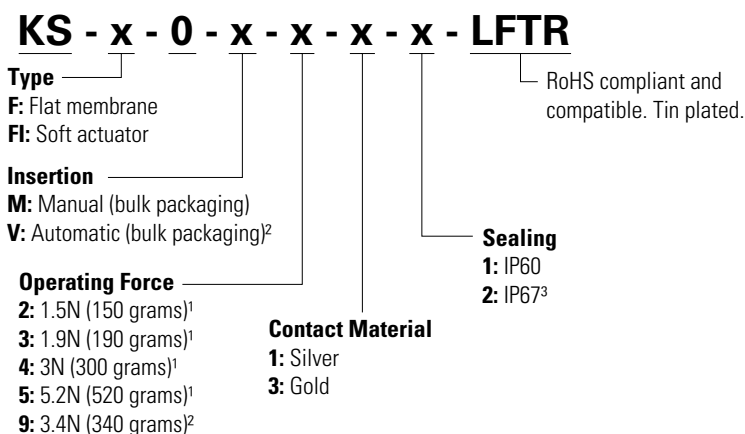 KS - x - 0 - x - x - x - x - LFTR
Type
F: Flat membrane
FI: Soft actuator
RoHS compliant and
compatible. Tin plated.
Insertion
M: Manual (bulk packaging)
V: Automatic (bulk packaging)²
Operating Force
2: 1.5N (150 grams)¹
3: 1.9N (190 grams)¹
4: 3N (300 grams)¹
5: 5.2N (520 grams)¹
9: 3.4N (340 grams)²
Contact Material
1: Silver
3: Gold
Sealing
1: IP60
2: IP67³